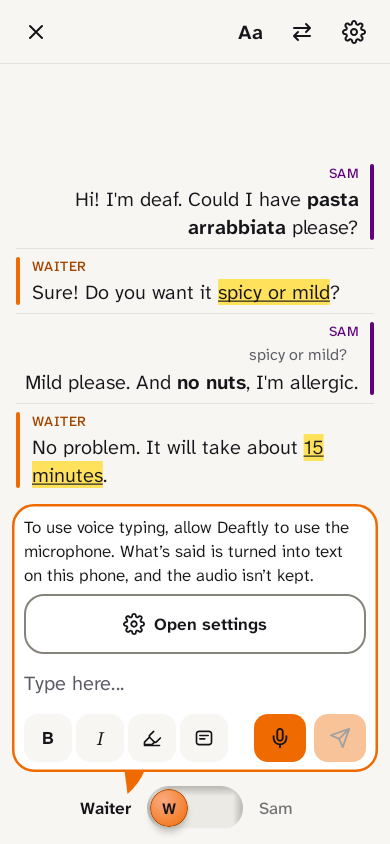 Aa
SAM
Hi! I'm deaf. Could I have pasta
arrabbiata please?
WAITER
Sure! Do you want it spicy or mild?
SAM
spicy or mild?
Mild please. And no nuts, I'm allergic.
WAITER
No problem. It will take about 15
minutes.
To use voice typing, allow Deaftly to use the
microphone. What’s said is turned into text
on this phone, and the audio isn’t kept.
Open settings
Type here...
B I
Waiter W Sam